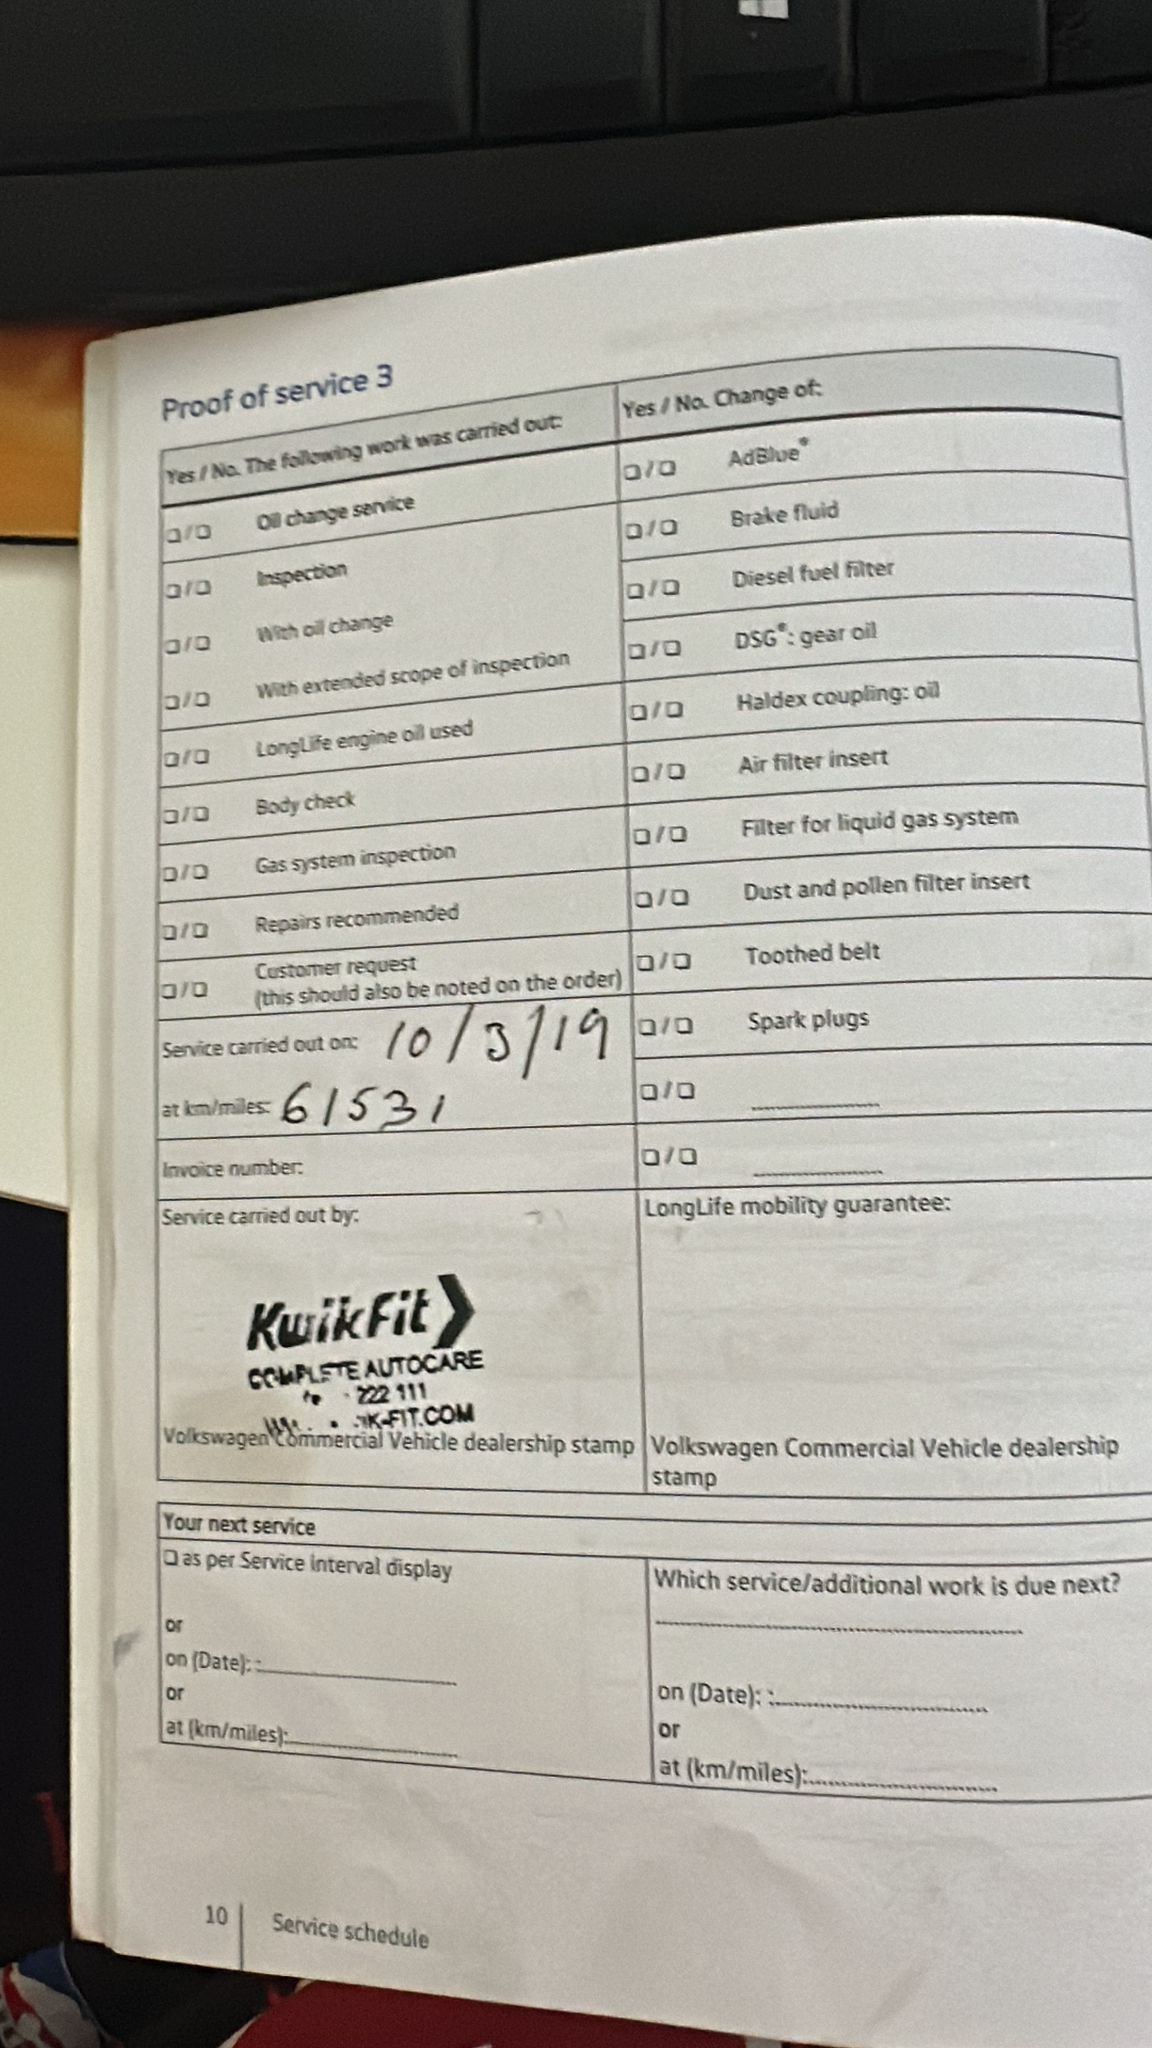 Proof of service 3
Yes / No. The following work was carried out:
Yes / No. Change of:
❏/❏ Oil change service
❏/❏ Inspection
❏/❏ With oil change
❏/❏ With extended scope of inspection
❏/❏ LongLife engine oil used
❏/❏ Body check
❏/❏ Gas system inspection
❏/❏ Repairs recommended
❏/❏ Customer request
(this should also be noted on the order)
❏/❏ AdBlue®
❏/❏ Brake fluid
❏/❏ Diesel fuel filter
❏/❏ DSG®: gear oil
❏/❏ Haldex coupling: oil
❏/❏ Air filter insert
❏/❏ Filter for liquid gas system
❏/❏ Dust and pollen filter insert
❏/❏ Toothed belt
❏/❏ Spark plugs
❏/❏
❏/❏
Service carried out on: 10/3/19
at km/miles: 61531
Invoice number:
Service carried out by:
KwikFit
COMPLETE AUTOCARE
222 111
IK-FIT.COM
Volkswagen Commercial Vehicle dealership stamp
LongLife mobility guarantee:
Volkswagen Commercial Vehicle dealership
stamp
Your next service
❏ as per Service interval display
or
on (Date): :
or
at (km/miles):
Which service/additional work is due next?
on (Date): :
or
at (km/miles):
10 Service schedule